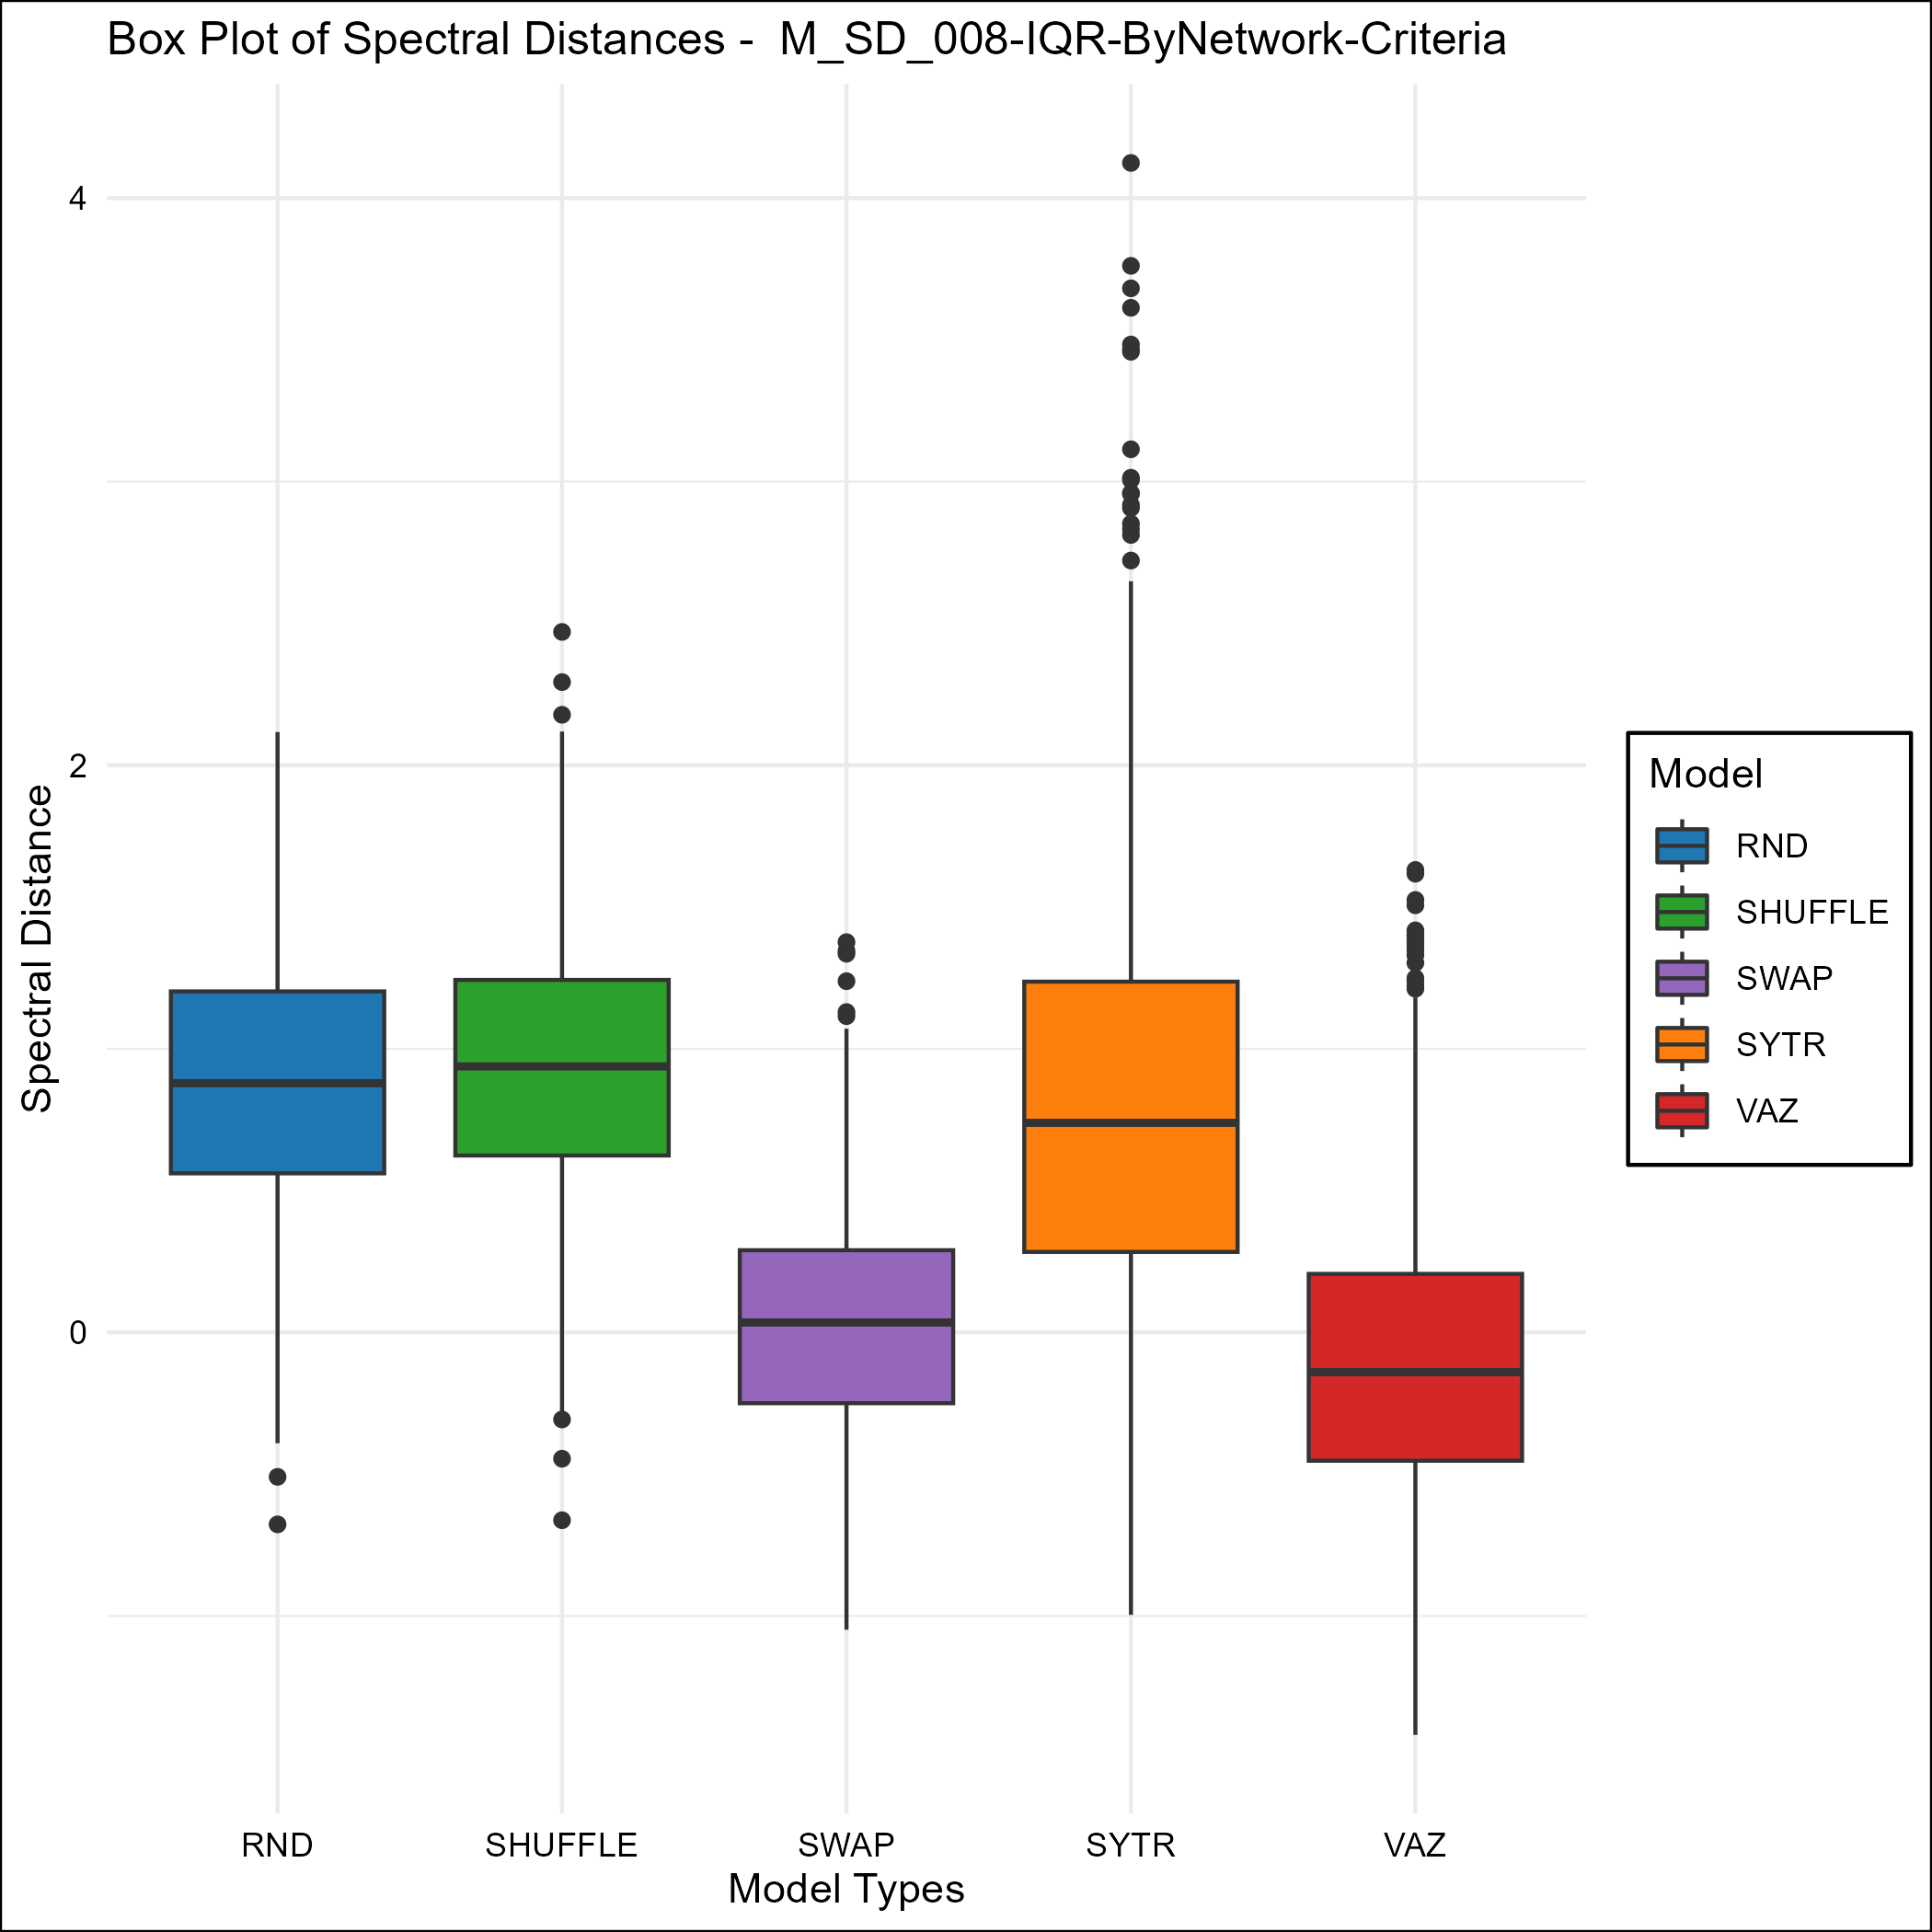 Box Plot of Spectral Distances -  M_SD_008-IQR-ByNetwork-Criteria
4
2
0
Spectral Distance
RND
SHUFFLE
SWAP
SYTR
VAZ
Model Types
Model
RND
SHUFFLE
SWAP
SYTR
VAZ